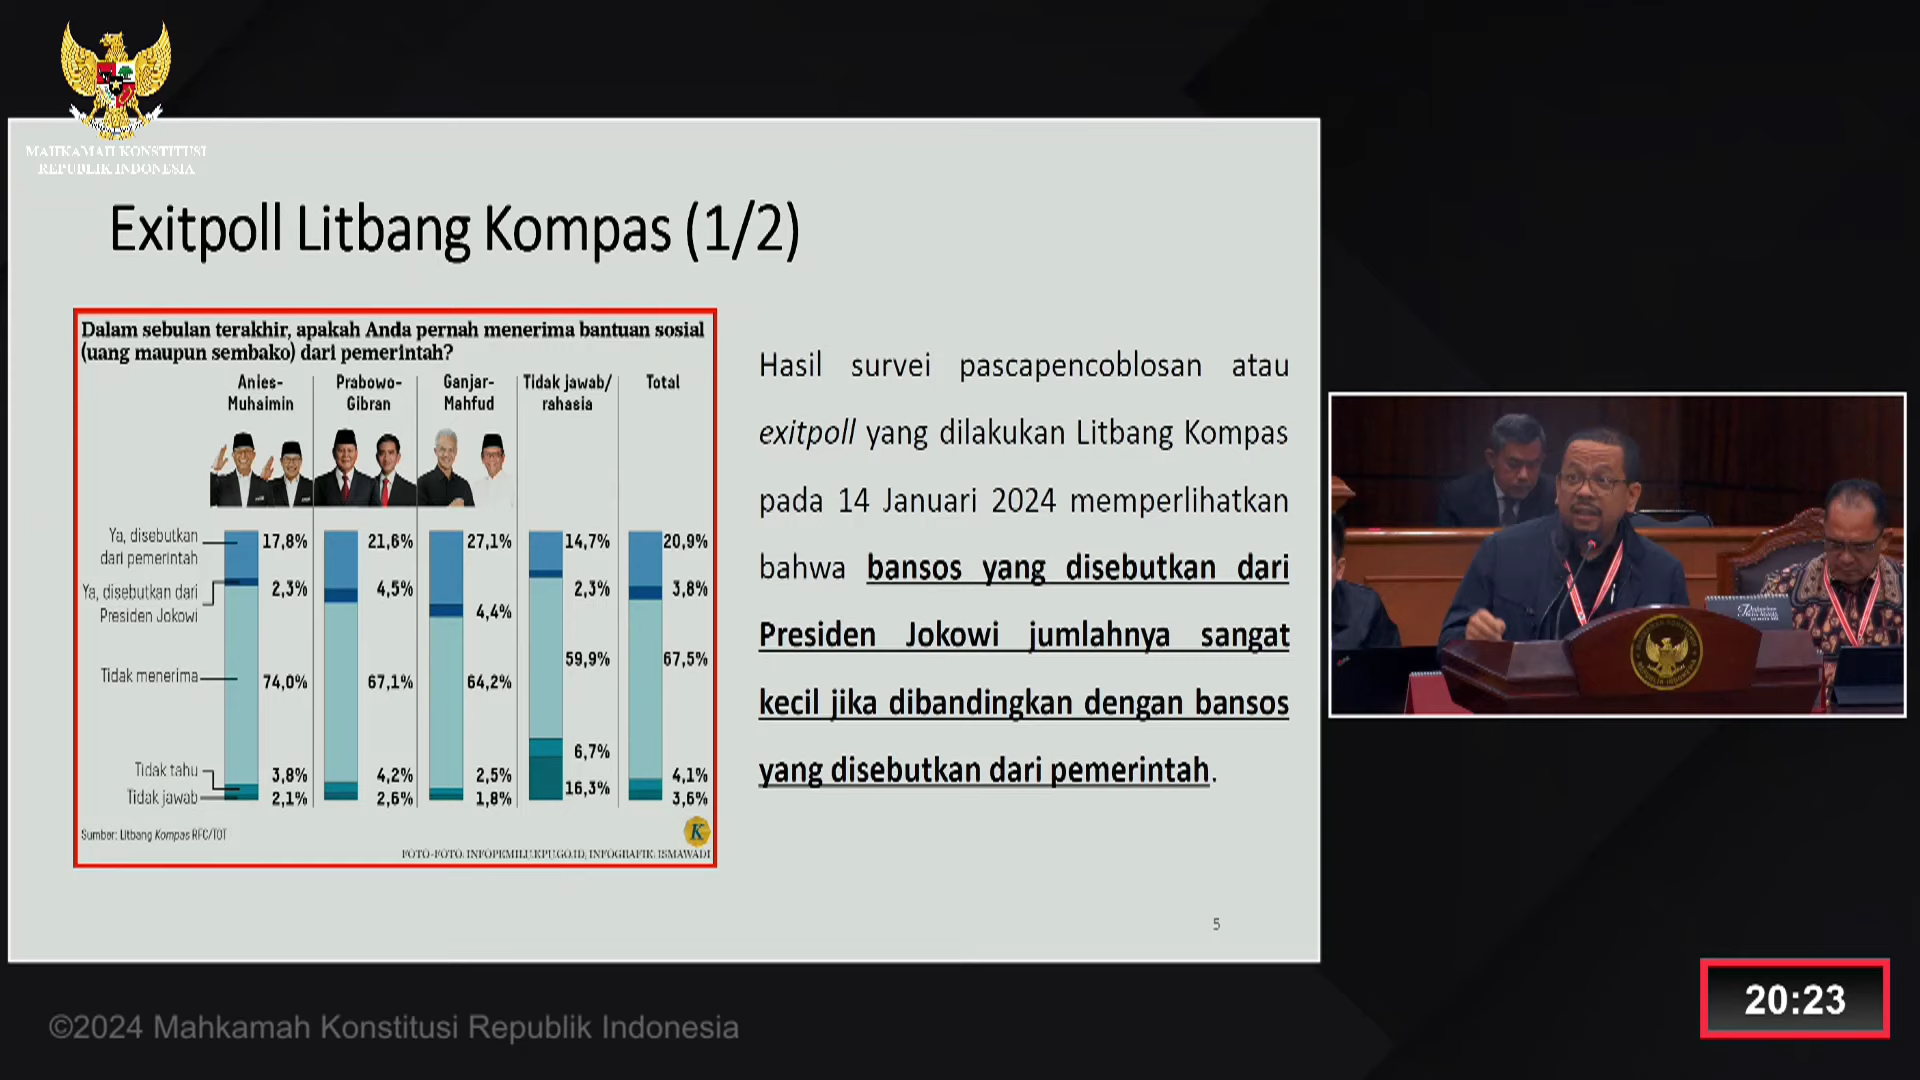 MAHKAMAH KONSTITUSI
REPUBLIK INDONESIA
Exitpoll Litbang Kompas (1/2)
Dalam sebulan terakhir, apakah Anda pernah menerima bantuan sosial
(uang maupun sembako) dari pemerintah?
Anies-
Muhaimin
Prabowo-
Gibran
Ganjar-
Mahfud
Tidak jawab/
rahasia
Total
Ya, disebutkan
dari pemerintah
17,8%
21,6%
27,1%
14,7%
20,9%
Ya, disebutkan dari
Presiden Jokowi
2,3%
4,5%
4,4%
2,3%
3,8%
Tidak menerima
74,0%
67,1%
64,2%
59,9%
67,5%
Tidak tahu
3,8%
4,2%
2,5%
6,7%
4,1%
Tidak jawab
2,1%
2,6%
1,8%
16,3%
3,6%
Sumber: Litbang Kompas RFC/TOT
K
FOTO-FOTO: INFOPEMILU.KPU.GO.ID, INFOGRAFIK: ISMAWADI
Hasil survei pascapencoblosan atau
exitpoll yang dilakukan Litbang Kompas
pada 14 Januari 2024 memperlihatkan
bahwa bansos yang disebutkan dari
Presiden Jokowi jumlahnya sangat
kecil jika dibandingkan dengan bansos
yang disebutkan dari pemerintah.
5
20:23
©2024 Mahkamah Konstitusi Republik Indonesia